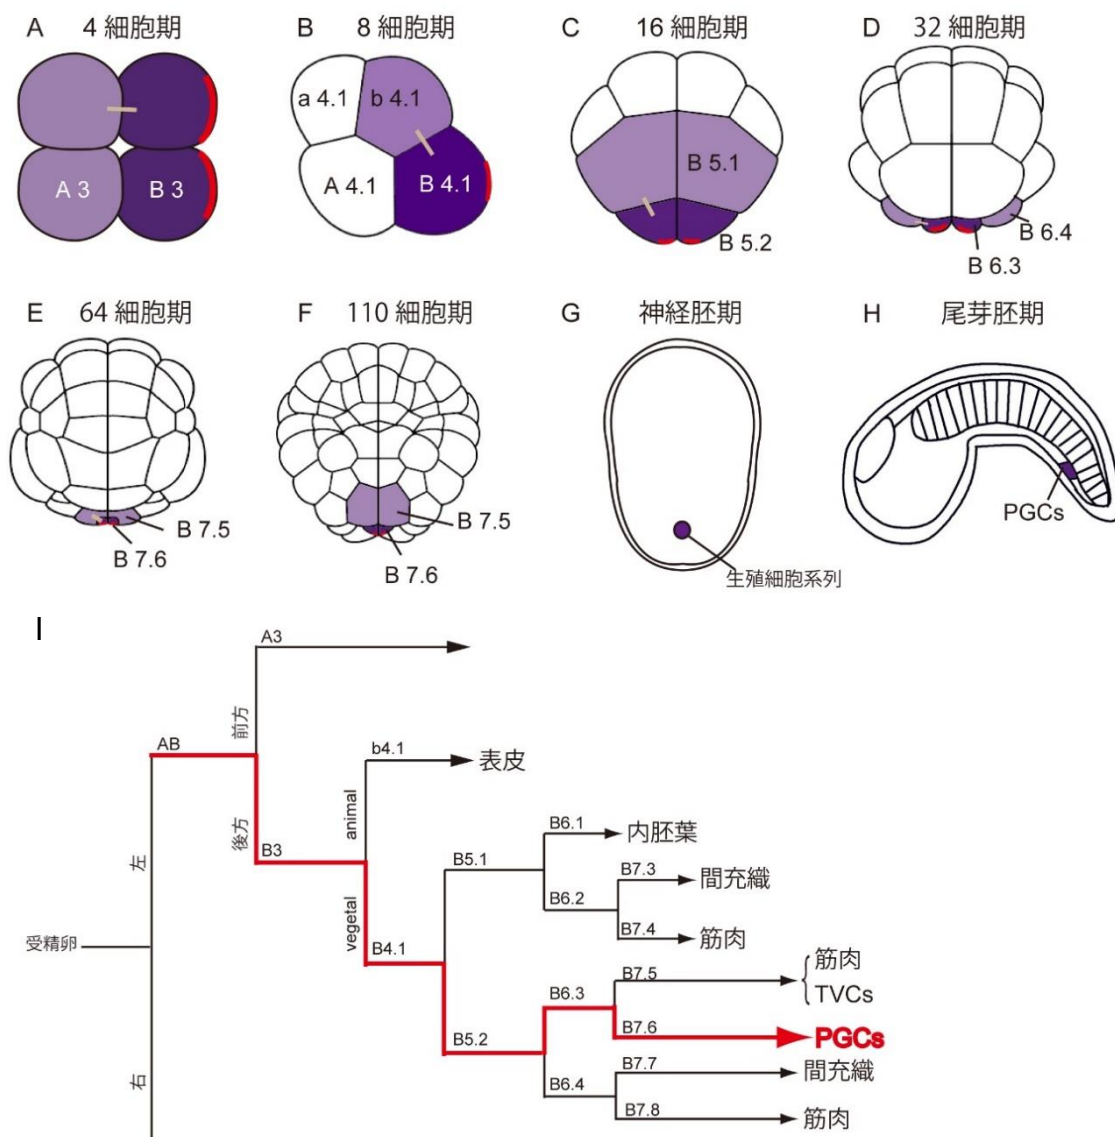 A 4 細胞期
B 8 細胞期
C 16 細胞期
D 32 細胞期
A 3
B 3
a 4.1
b 4.1
A 4.1
B 4.1
B 5.1
B 5.2
B 6.4
B 6.3
E 64 細胞期
F 110 細胞期
G 神経胚期
H 尾芽胚期
B 7.5
B 7.6
B 7.5
B 7.6
生殖細胞系列
PGCs
I
A3
前方
AB
b4.1
表皮
animal
後方
B3
B6.1
内胚葉
B5.1
B7.3
間充織
左
B6.2
vegetal
B7.4
筋肉
受精卵
B4.1
筋肉
B7.5
TVCs
B6.3
B7.6
PGCs
B5.2
B7.7
間充織
右
B6.4
B7.8
筋肉